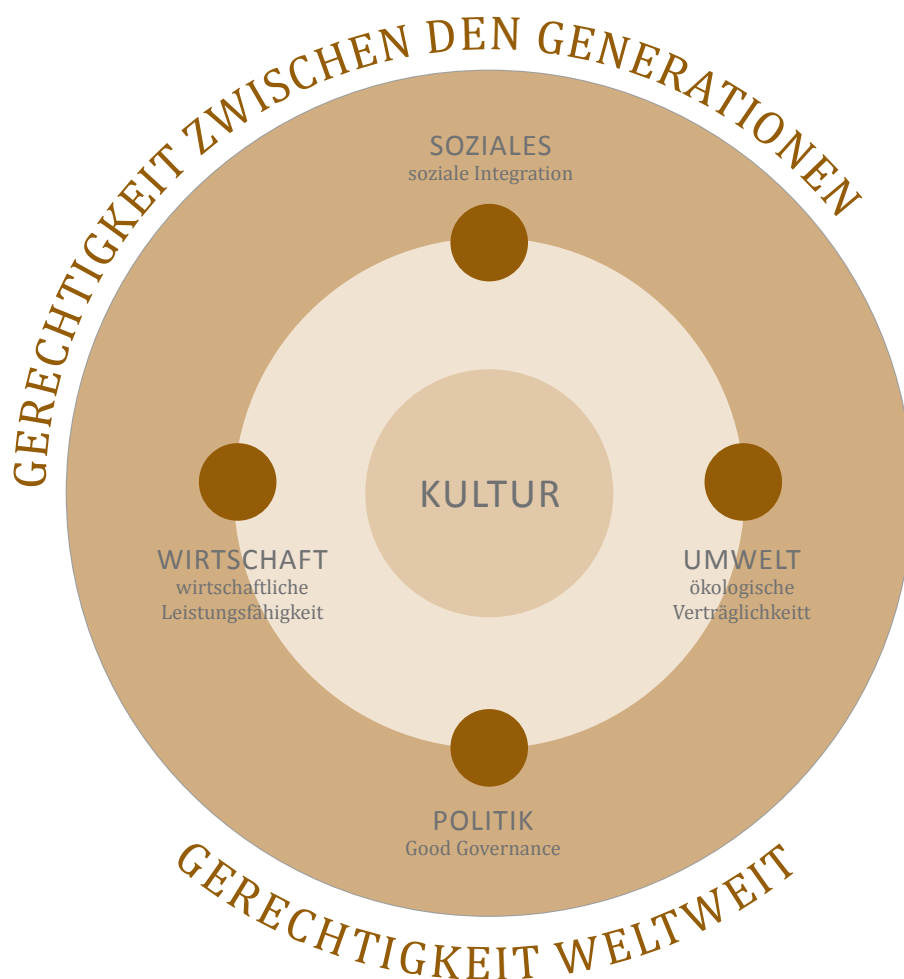 GERECHTIGKEIT ZWISCHEN DEN GENERATIONEN
SOZIALES
soziale Integration
KULTUR
WIRTSCHAFT
wirtschaftliche
Leistungsfähigkeit
UMWELT
ökologische
Verträglichkeitt
POLITIK
Good Governance
GERECHTIGKEIT WELTWEIT